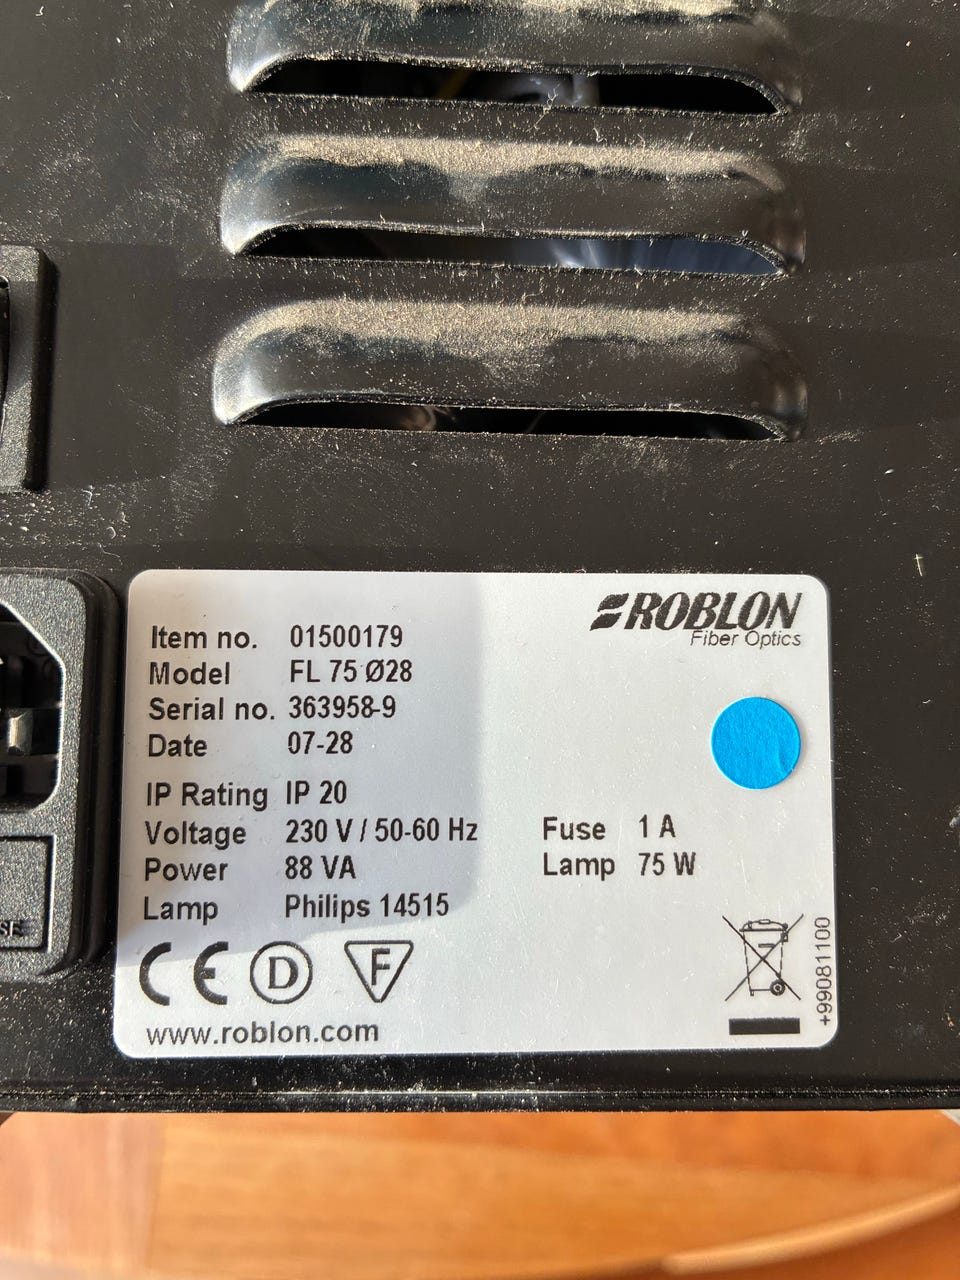 ROBLON
Fiber Optics
Item no. 01500179
Model FL 75 Ø28
Serial no. 363958-9
Date 07-28
IP Rating IP 20
Voltage 230 V / 50-60 Hz Fuse 1 A
Power 88 VA Lamp 75 W
Lamp Philips 14515
CE D F
www.roblon.com
+99081100